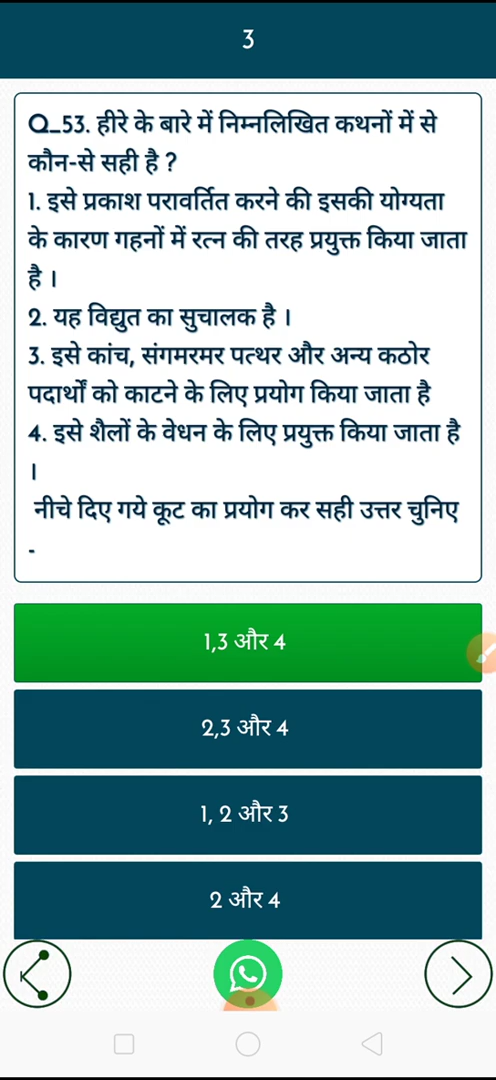 3
Q_53. हीरे के बारे में निम्नलिखित कथनों में से
कौन-से सही है ?
1. इसे प्रकाश परावर्तित करने की इसकी योग्यता
के कारण गहनों में रत्न की तरह प्रयुक्त किया जाता
है ।
2. यह विद्युत का सुचालक है ।
3. इसे कांच, संगमरमर पत्थर और अन्य कठोर
पदार्थों को काटने के लिए प्रयोग किया जाता है
4. इसे शैलों के वेधन के लिए प्रयुक्त किया जाता है
।
नीचे दिए गये कूट का प्रयोग कर सही उत्तर चुनिए
-
1,3 और 4
2,3 और 4
1, 2 और 3
2 और 4